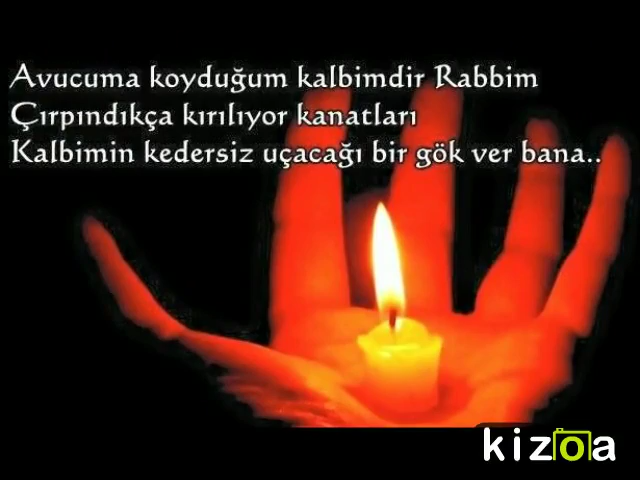 Avucuma koyduğum kalbimdir Rabbim
Çırpındıkça kırılıyor kanatları
Kalbimin kedersiz uçacağı bir gök ver bana..
kizoa